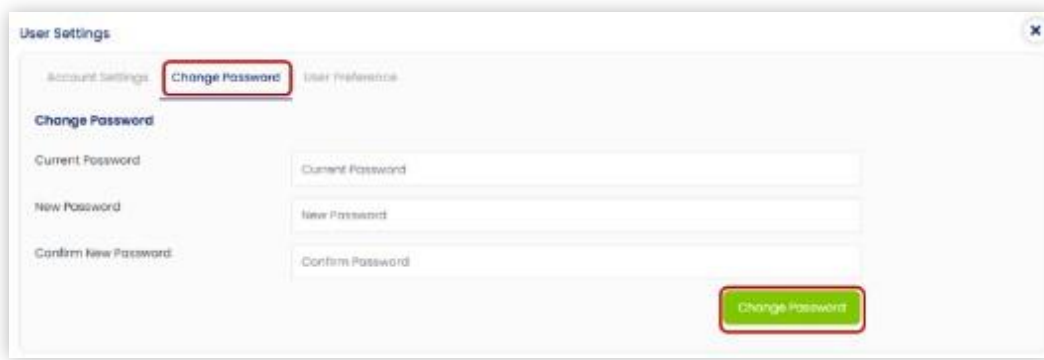 User Settings
Account Settings Change Password User Preference
Change Password
Current Password Current Password
New Password New Password
Confirm New Password Confirm Password
Change Password